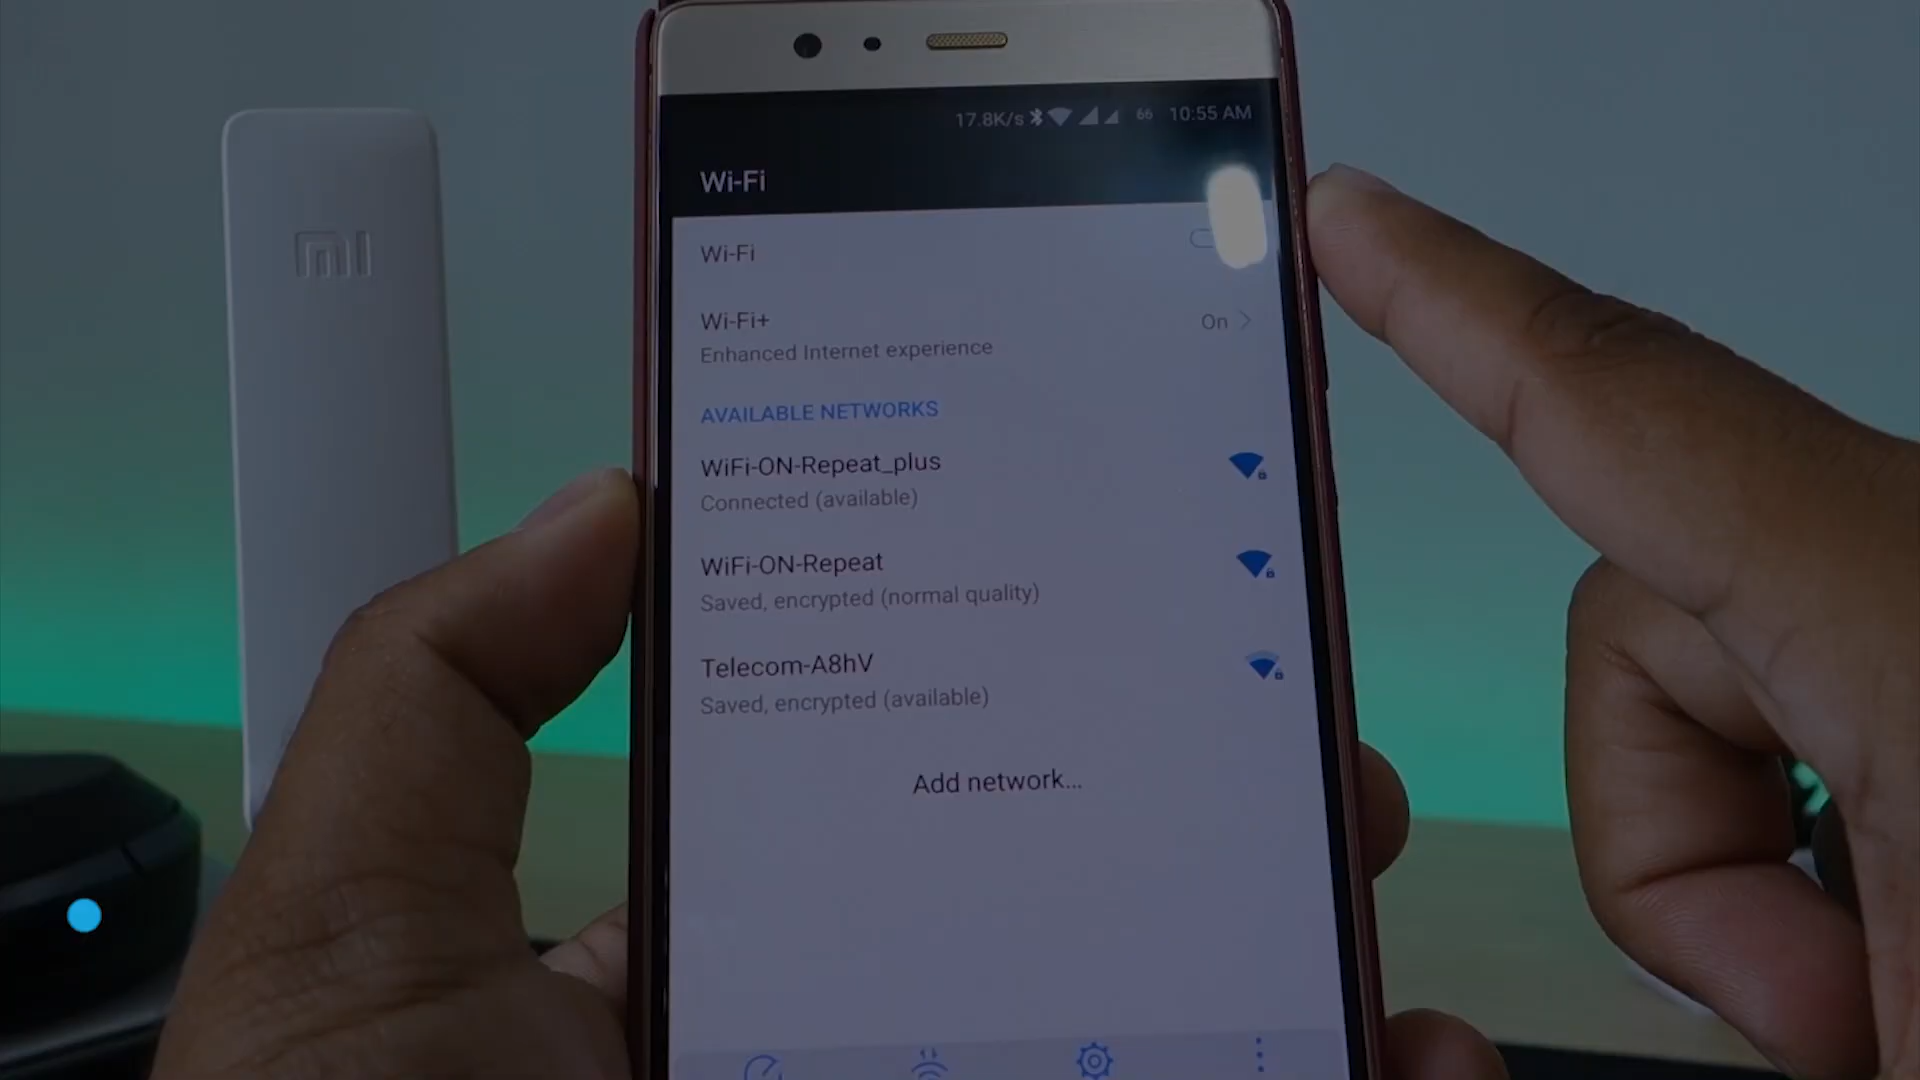 17.8K/s 66 10:55 AM
Wi-Fi
Wi-Fi
Wi-Fi+
On
Enhanced Internet experience
AVAILABLE NETWORKS
WiFi-ON-Repeat_plus
Connected (available)
WiFi-ON-Repeat
Saved, encrypted (normal quality)
Telecom-A8hV
Saved, encrypted (available)
Add network...
MI